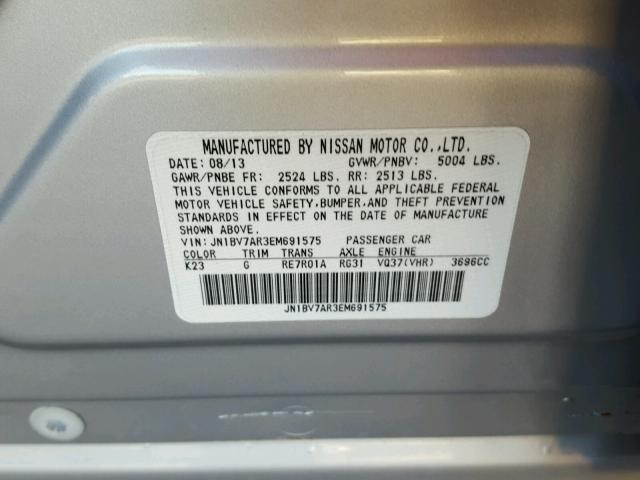 MANUFACTURED BY NISSAN MOTOR CO.,LTD.
DATE: 08/13 GVWR/PNBV: 5004 LBS.
GAWR/PNBE FR: 2524 LBS. RR: 2513 LBS.
THIS VEHICLE CONFORMS TO ALL APPLICABLE FEDERAL
MOTOR VEHICLE SAFETY,BUMPER,AND THEFT PREVENTION
STANDARDS IN EFFECT ON THE DATE OF MANUFACTURE
SHOWN ABOVE.
VIN:JN1BV7AR3EM691575 PASSENGER CAR
COLOR TRIM TRANS AXLE ENGINE
K23 G RE7R01A RG31 VQ37(VHR) 3696CC
JN1BV7AR3EM691575